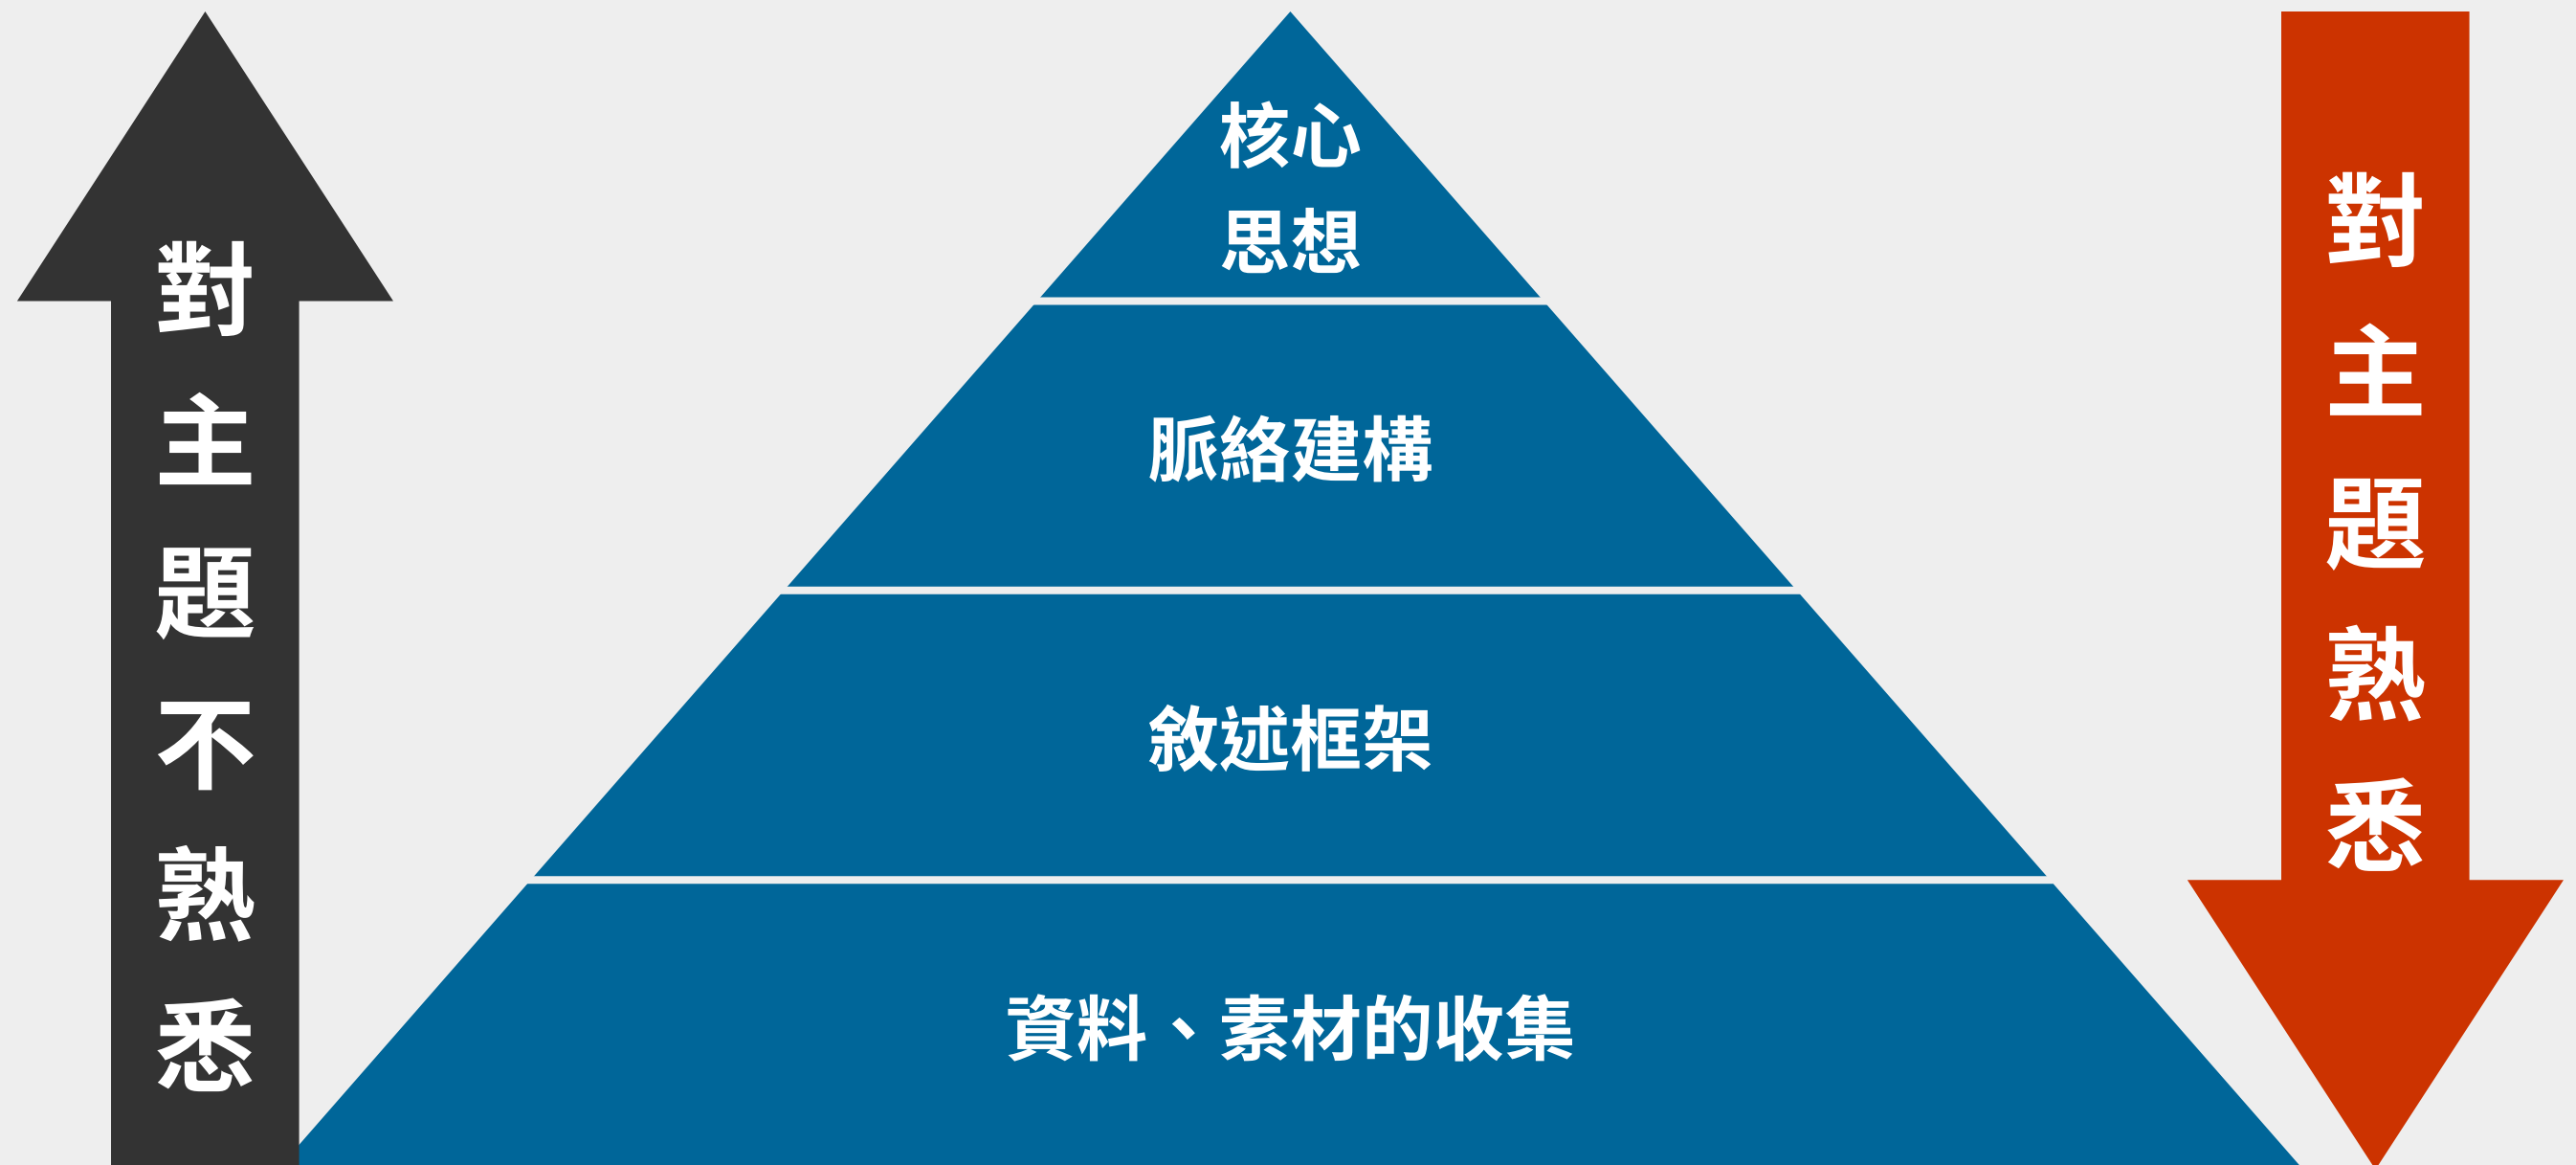 對主題不熟悉
核心
思想
脈絡建構
敘述框架
資料、素材的收集
對主題熟悉